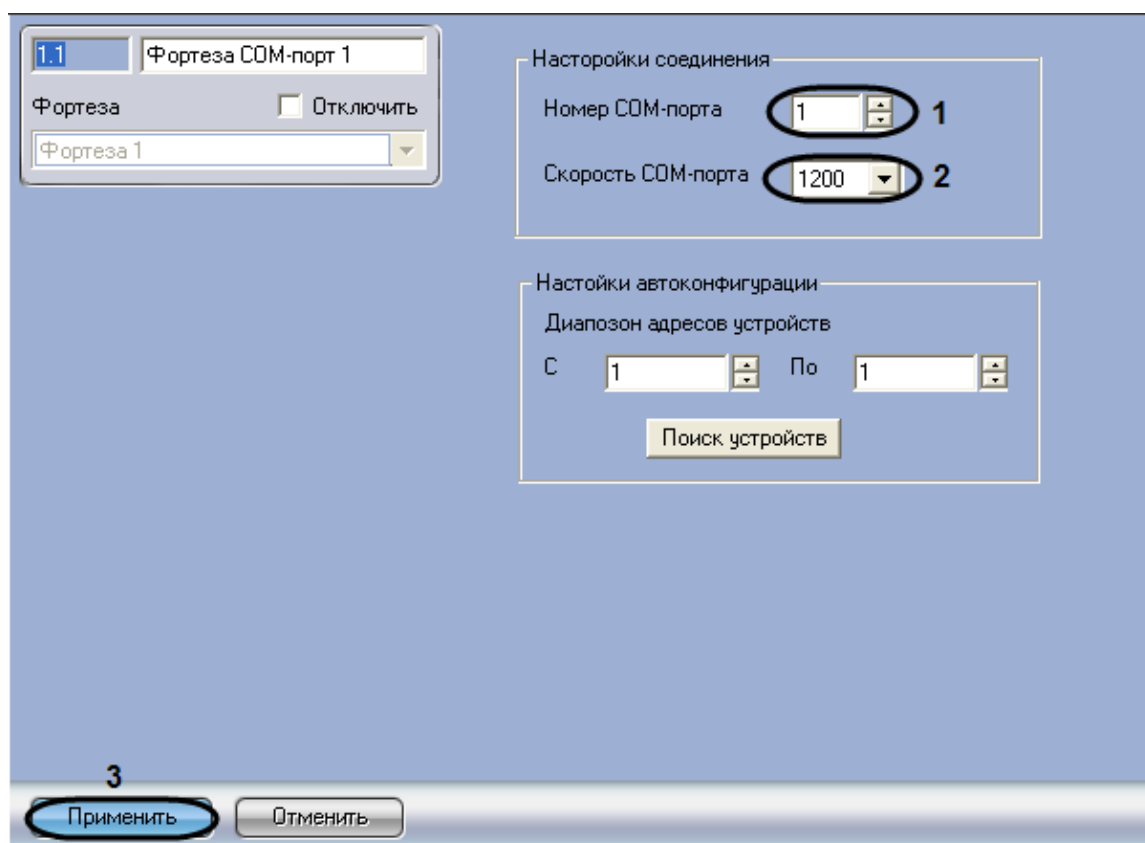 1.1 Фортеза COM-порт 1
Фортеза Отключить
Фортеза 1
Насторойки соединения
Номер COM-порта 1 1
Скорость COM-порта 1200 2
Настойки автоконфигурации
Диапозон адресов устройств
С 1 По 1
Поиск устройств
3
Применить Отменить